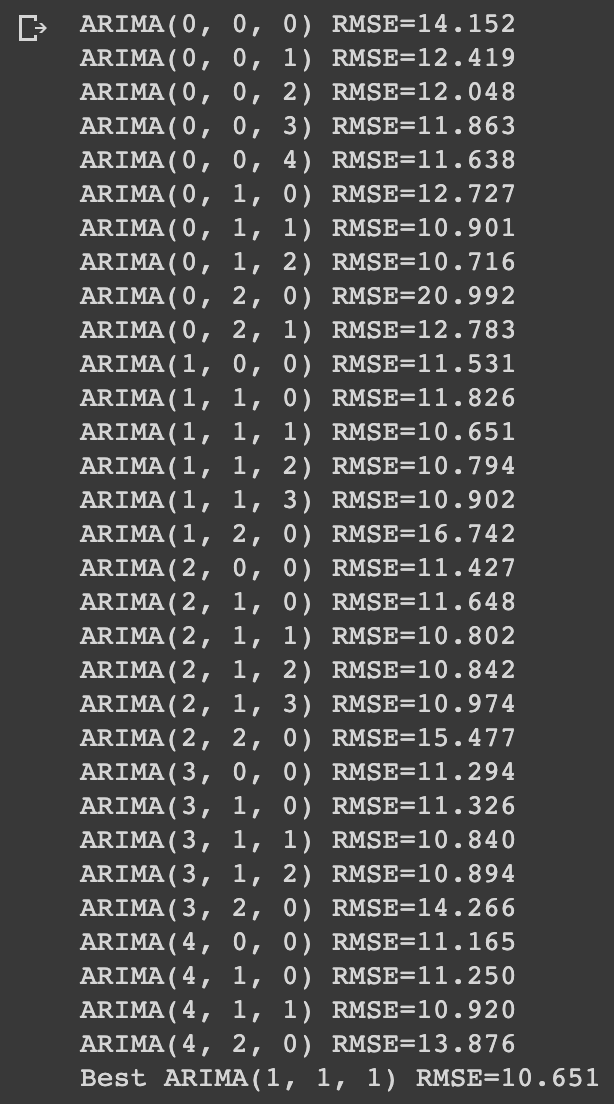 ARIMA(0, 0, 0) RMSE=14.152
ARIMA(0, 0, 1) RMSE=12.419
ARIMA(0, 0, 2) RMSE=12.048
ARIMA(0, 0, 3) RMSE=11.863
ARIMA(0, 0, 4) RMSE=11.638
ARIMA(0, 1, 0) RMSE=12.727
ARIMA(0, 1, 1) RMSE=10.901
ARIMA(0, 1, 2) RMSE=10.716
ARIMA(0, 2, 0) RMSE=20.992
ARIMA(0, 2, 1) RMSE=12.783
ARIMA(1, 0, 0) RMSE=11.531
ARIMA(1, 1, 0) RMSE=11.826
ARIMA(1, 1, 1) RMSE=10.651
ARIMA(1, 1, 2) RMSE=10.794
ARIMA(1, 1, 3) RMSE=10.902
ARIMA(1, 2, 0) RMSE=16.742
ARIMA(2, 0, 0) RMSE=11.427
ARIMA(2, 1, 0) RMSE=11.648
ARIMA(2, 1, 1) RMSE=10.802
ARIMA(2, 1, 2) RMSE=10.842
ARIMA(2, 1, 3) RMSE=10.974
ARIMA(2, 2, 0) RMSE=15.477
ARIMA(3, 0, 0) RMSE=11.294
ARIMA(3, 1, 0) RMSE=11.326
ARIMA(3, 1, 1) RMSE=10.840
ARIMA(3, 1, 2) RMSE=10.894
ARIMA(3, 2, 0) RMSE=14.266
ARIMA(4, 0, 0) RMSE=11.165
ARIMA(4, 1, 0) RMSE=11.250
ARIMA(4, 1, 1) RMSE=10.920
ARIMA(4, 2, 0) RMSE=13.876
Best ARIMA(1, 1, 1) RMSE=10.651